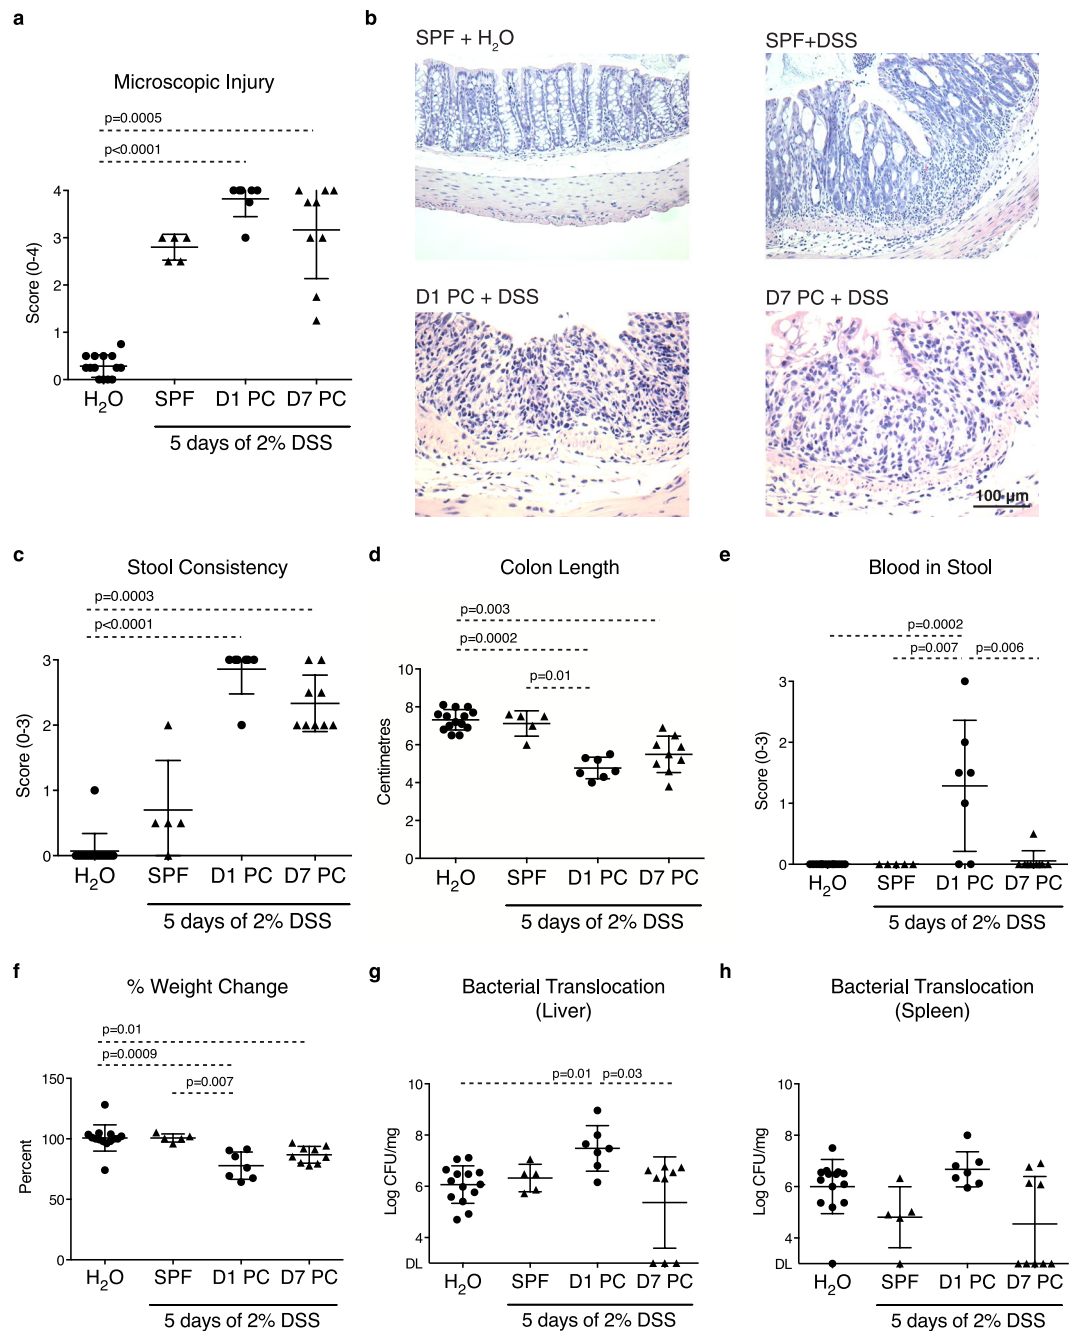 a
Microscopic Injury
p=0.0005
p<0.0001
Score (0-4)
4
3
2
1
0
H2O SPF D1 PC D7 PC
5 days of 2% DSS
b
SPF + H2O
SPF+DSS
D1 PC + DSS
D7 PC + DSS
100 µm
c
Stool Consistency
p=0.0003
p<0.0001
Score (0-3)
3
2
1
0
H2O SPF D1 PC D7 PC
5 days of 2% DSS
d
Colon Length
p=0.003
p=0.0002
p=0.01
Centimetres
10
8
6
4
2
0
H2O SPF D1 PC D7 PC
5 days of 2% DSS
e
Blood in Stool
p=0.0002
p=0.007 p=0.006
Score (0-3)
3
2
1
0
H2O SPF D1 PC D7 PC
5 days of 2% DSS
f
% Weight Change
p=0.01
p=0.0009
p=0.007
Percent
150
100
50
0
H2O SPF D1 PC D7 PC
5 days of 2% DSS
g
Bacterial Translocation
(Liver)
p=0.01 p=0.03
Log CFU/mg
10
8
6
4
DL
H2O SPF D1 PC D7 PC
5 days of 2% DSS
h
Bacterial Translocation
(Spleen)
Log CFU/mg
10
8
6
4
DL
H2O SPF D1 PC D7 PC
5 days of 2% DSS